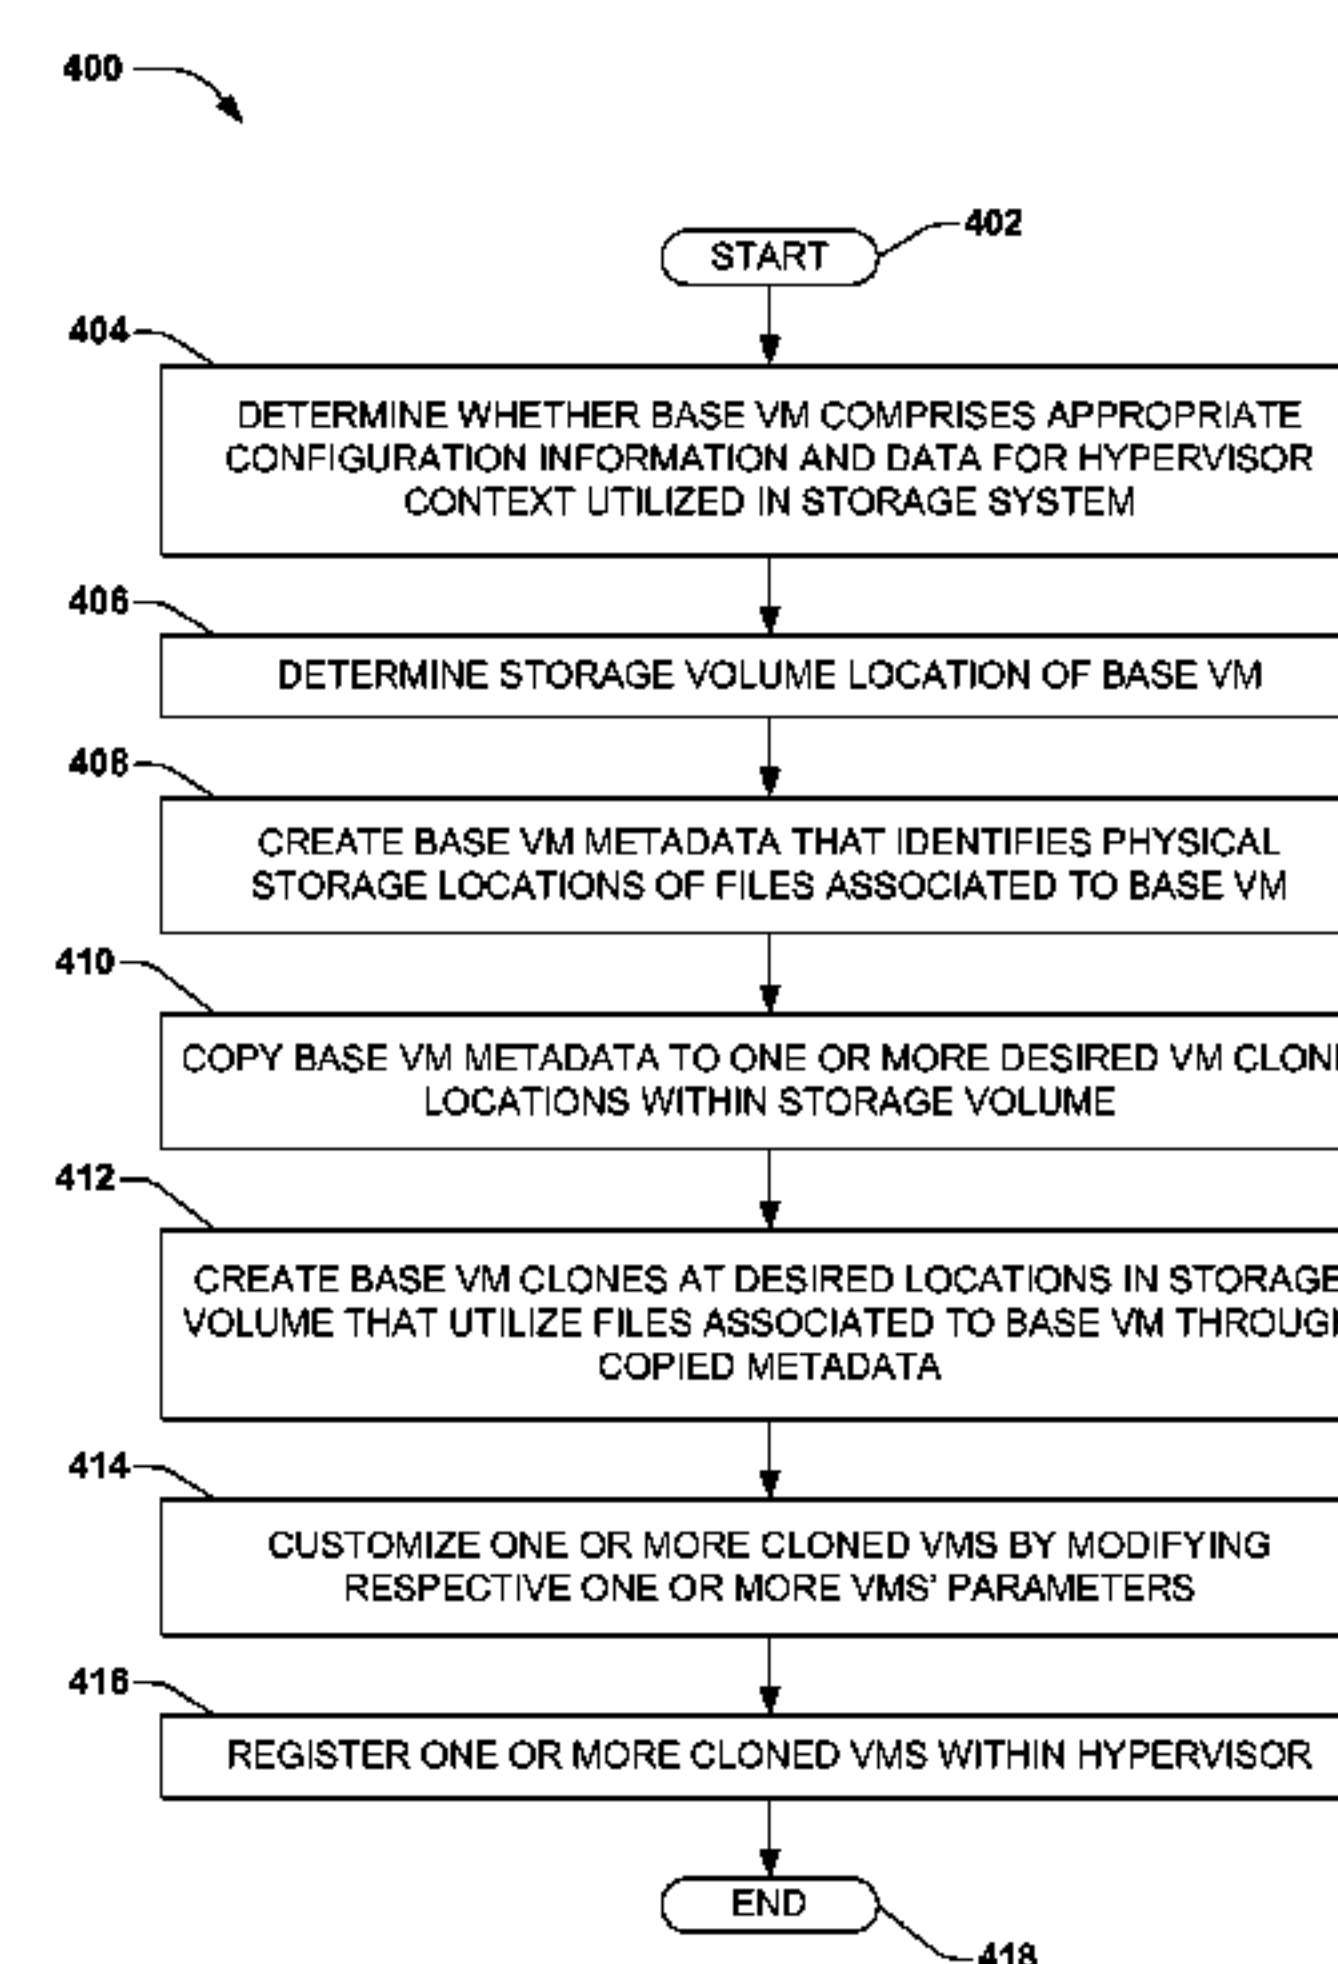 400
402
START
404
DETERMINE WHETHER BASE VM COMPRISES APPROPRIATE
CONFIGURATION INFORMATION AND DATA FOR HYPERVISOR
CONTEXT UTILIZED IN STORAGE SYSTEM
406
DETERMINE STORAGE VOLUME LOCATION OF BASE VM
408
CREATE BASE VM METADATA THAT IDENTIFIES PHYSICAL
STORAGE LOCATIONS OF FILES ASSOCIATED TO BASE VM
410
COPY BASE VM METADATA TO ONE OR MORE DESIRED VM CLON
LOCATIONS WITHIN STORAGE VOLUME
412
CREATE BASE VM CLONES AT DESIRED LOCATIONS IN STORAGE
VOLUME THAT UTILIZE FILES ASSOCIATED TO BASE VM THROUG
COPIED METADATA
414
CUSTOMIZE ONE OR MORE CLONED VMS BY MODIFYING
RESPECTIVE ONE OR MORE VMS' PARAMETERS
416
REGISTER ONE OR MORE CLONED VMS WITHIN HYPERVISOR
END
418